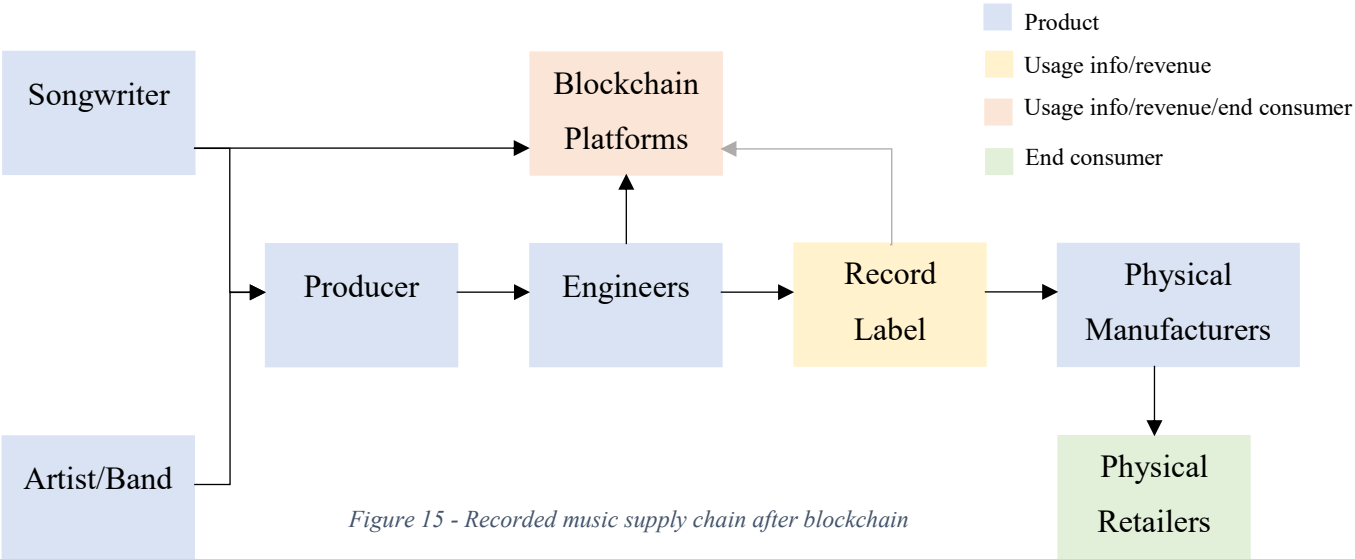 Product
Usage info/revenue
Usage info/revenue/end consumer
End consumer
Songwriter
Blockchain
Platforms
Producer
Engineers
Record
Label
Physical
Manufacturers
Artist/Band
Physical
Retailers
Figure 15 - Recorded music supply chain after blockchain